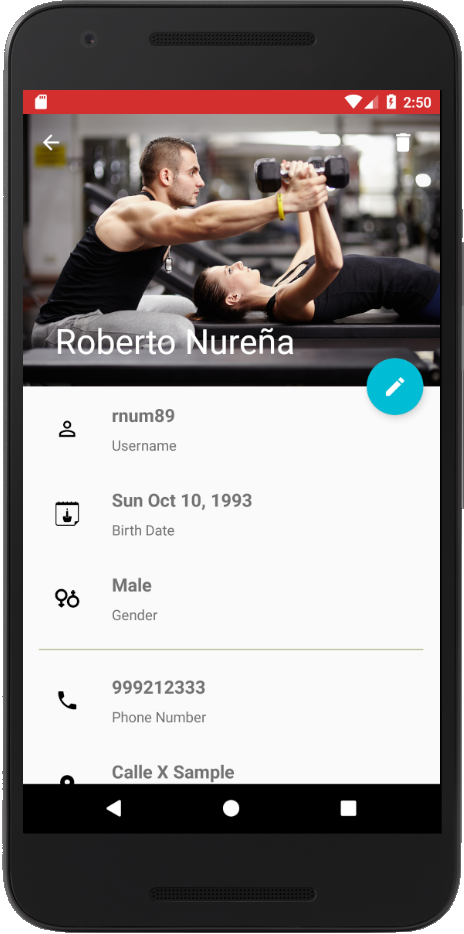 2:50
Roberto Nureña
rnum89
Username
Sun Oct 10, 1993
Birth Date
Male
Gender
999212333
Phone Number
Calle X Sample